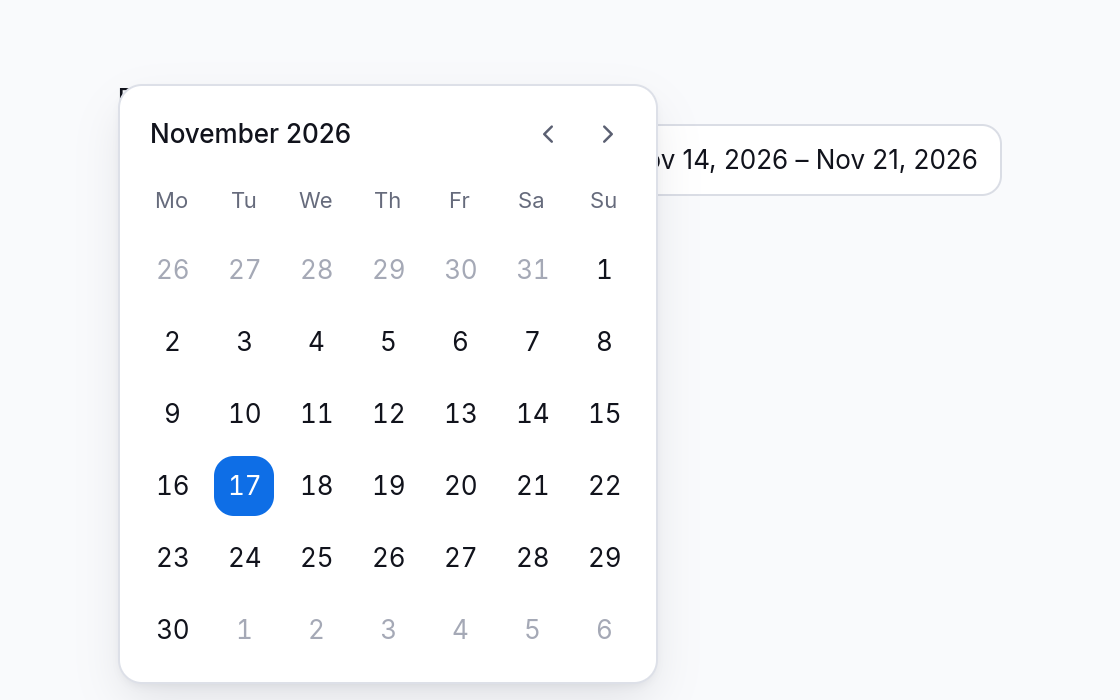 November 2026
14, 2026 – Nov 21, 2026
Mo Tu We Th Fr Sa Su
26 27 28 29 30 31 1
2 3 4 5 6 7 8
9 10 11 12 13 14 15
16 17 18 19 20 21 22
23 24 25 26 27 28 29
30 1 2 3 4 5 6